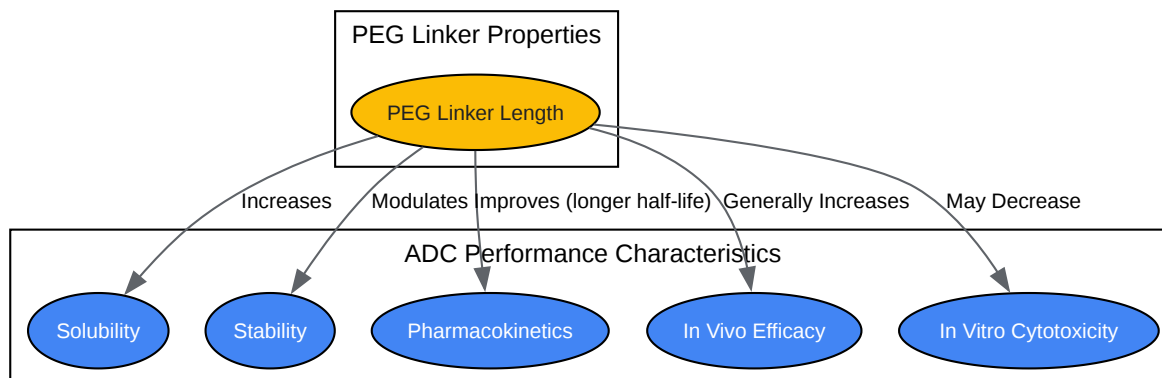 PEG Linker Properties
PEG Linker Length
Increases
Modulates
Improves (longer half-life)
Generally Increases
May Decrease
ADC Performance Characteristics
Solubility
Stability
Pharmacokinetics
In Vivo Efficacy
In Vitro Cytotoxicity